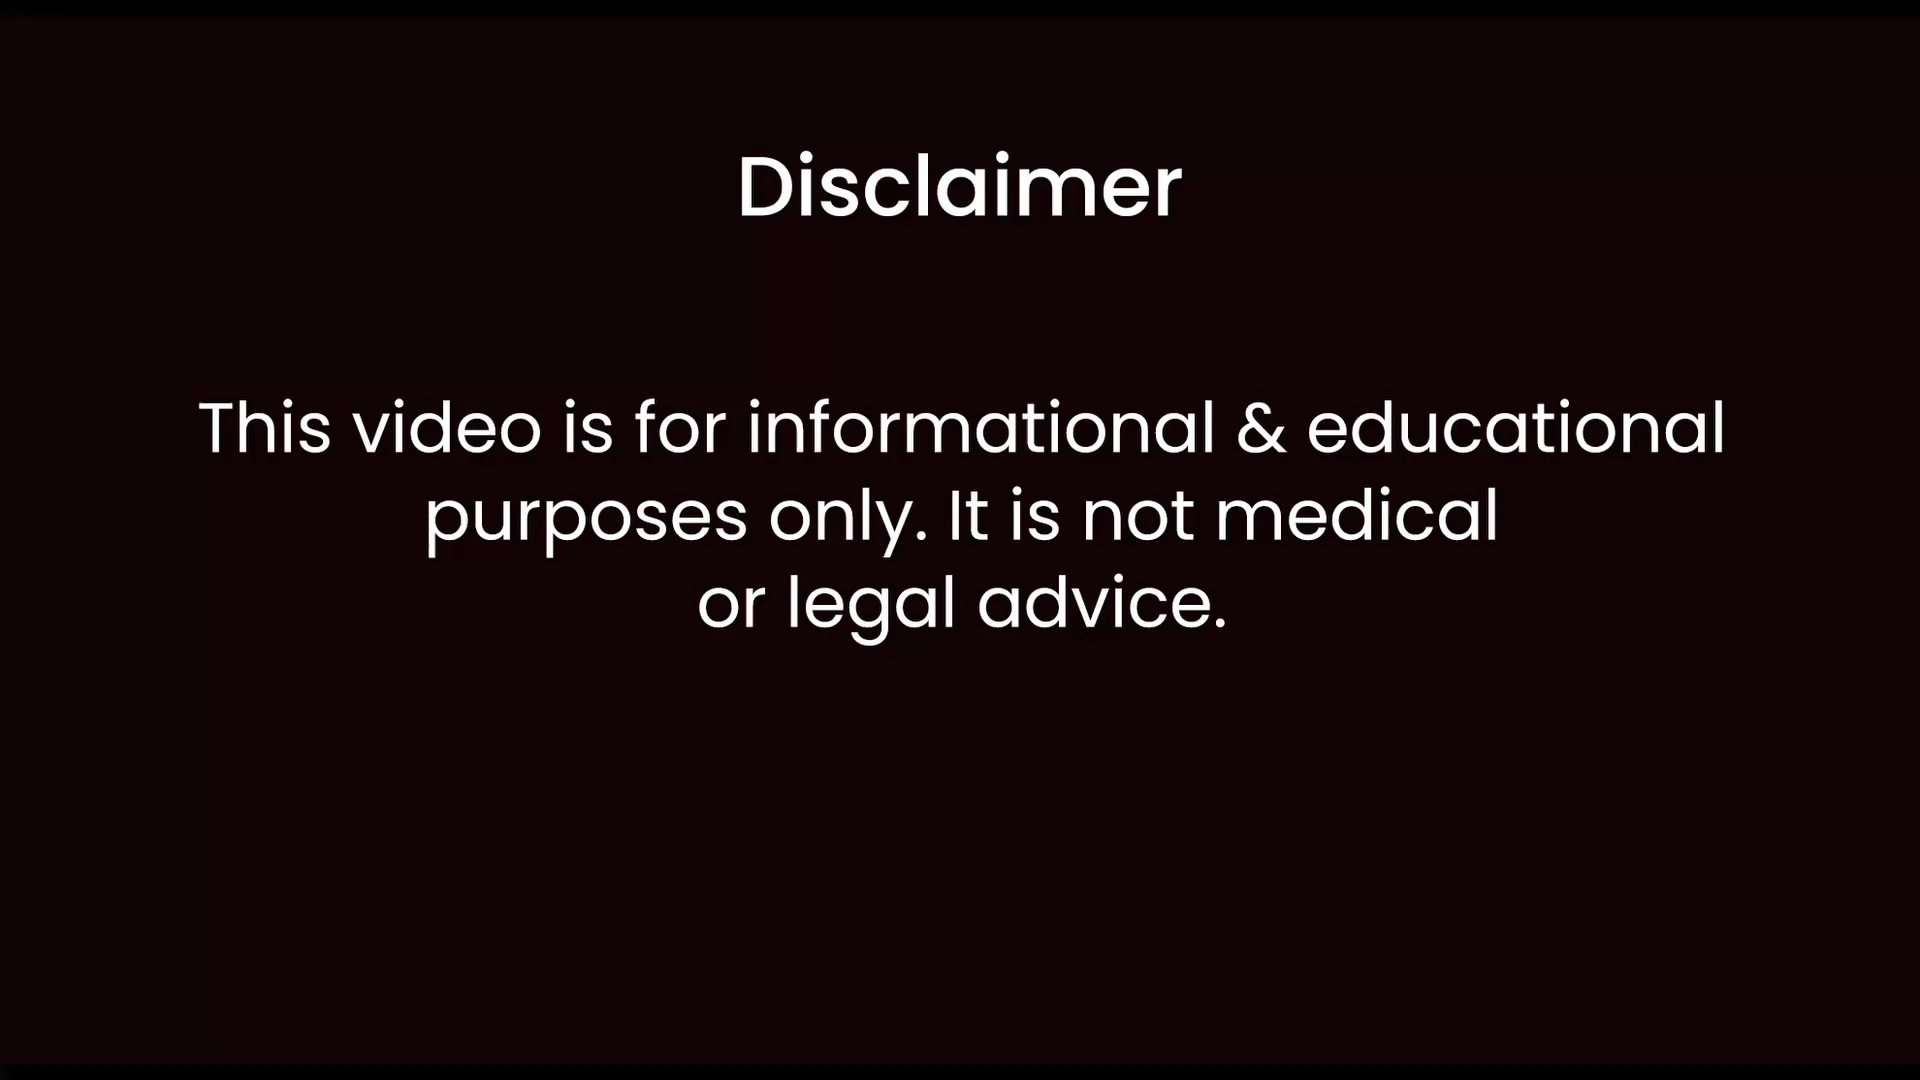 Disclaimer
This video is for informational & educational
purposes only. It is not medical
or legal advice.